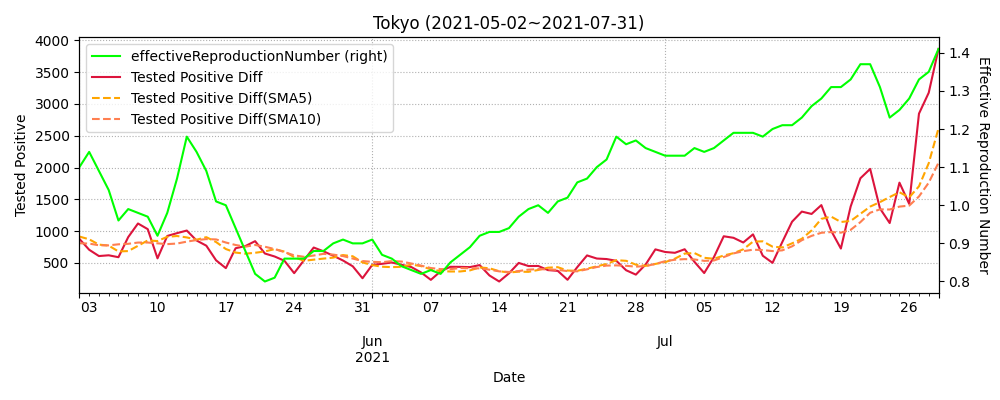 Tokyo (2021-05-02~2021-07-31)
effectiveReproductionNumber (right)
Tested Positive Diff
Tested Positive Diff(SMA5)
Tested Positive Diff(SMA10)
Tested Positive
4000
3500
3000
2500
2000
1500
1000
500
Effective Reproduction Number
1.4
1.3
1.2
1.1
1.0
0.9
0.8
03 10 17 24 31 07 14 21 28 05 12 19 26
Jun Jul
2021
Date